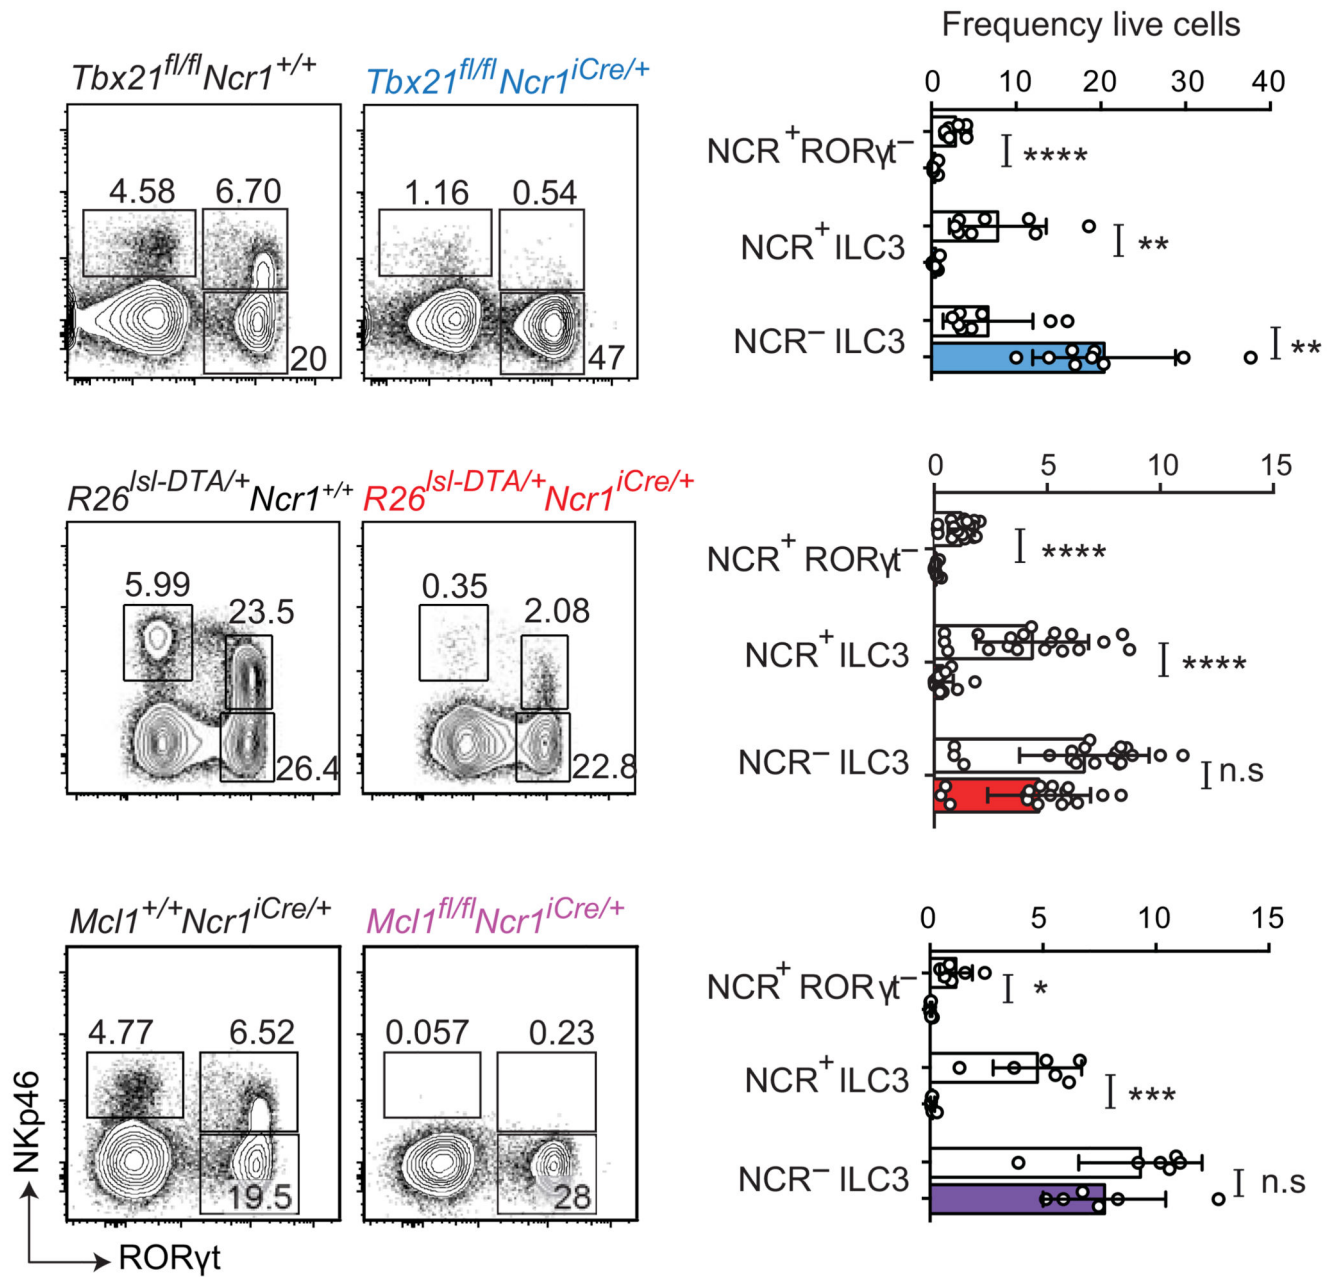 Frequency live cells
Tbx21fl/flNcr1+/+
Tbx21fl/flNcr1iCre/+
0 10 20 30 40
4.58 6.70
1.16 0.54
20
47
NCR+RORγt−
****
NCR+ ILC3
**
NCR− ILC3
**
R26lsl-DTA/+Ncr1+/+
R26lsl-DTA/+Ncr1iCre/+
0 5 10 15
5.99 23.5
0.35 2.08
26.4
22.8
NCR+ RORγt−
****
NCR+ ILC3
****
NCR− ILC3
n.s
Mcl1+/+Ncr1iCre/+
Mcl1fl/flNcr1iCre/+
0 5 10 15
4.77 6.52
0.057 0.23
19.5
28
NCR+ RORγt−
*
NCR+ ILC3
***
NCR− ILC3
n.s
NKp46
RORγt